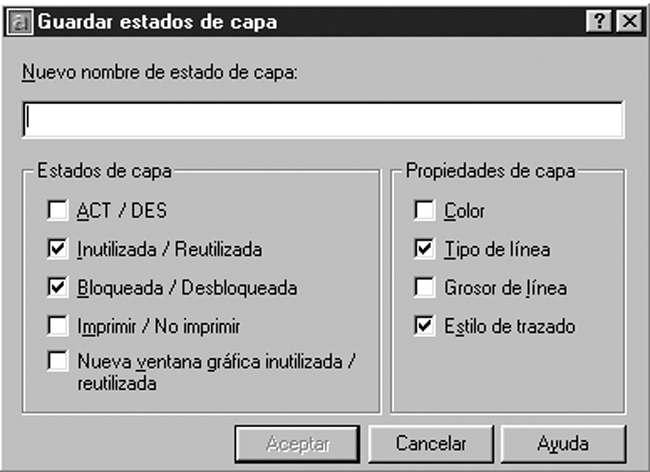 a Guardar estados de capa ? X
Nuevo nombre de estado de capa:
Estados de capa
ACT / DES
Inutilizada / Reutilizada
Bloqueada / Desbloqueada
Imprimir / No imprimir
Nueva ventana gráfica inutilizada /
reutilizada
Propiedades de capa
Color
Tipo de línea
Grosor de línea
Estilo de trazado
Aceptar Cancelar Ayuda